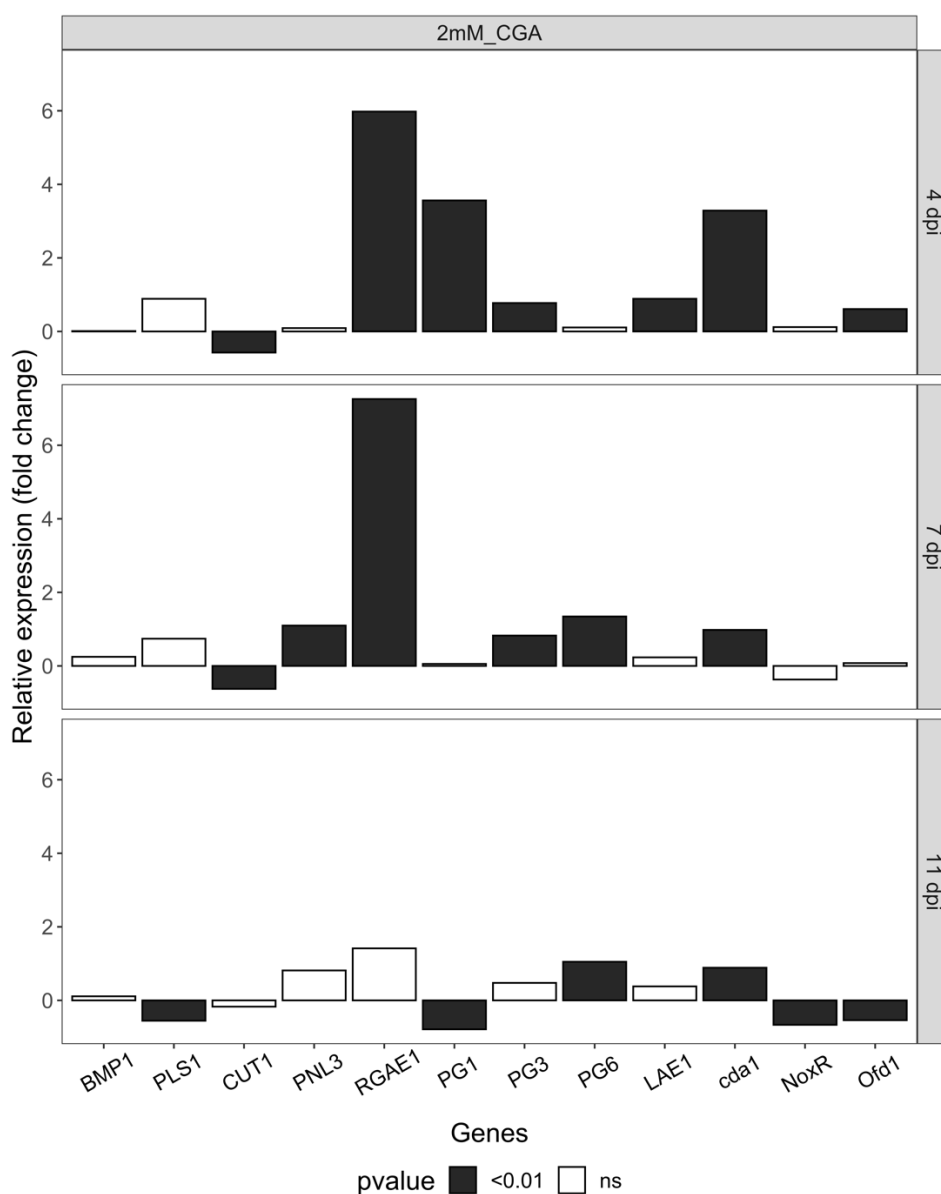 2mM_CGA
Relative expression (fold change)
6
4
2
0
4 dpi
6
4
2
0
7 dpi
6
4
2
0
11 dpi
BMP1 PLS1 CUT1 PNL3 RGAE1 PG1 PG3 PG6 LAE1 cda1 NoxR Ofd1
Genes
pvalue <0.01 ns